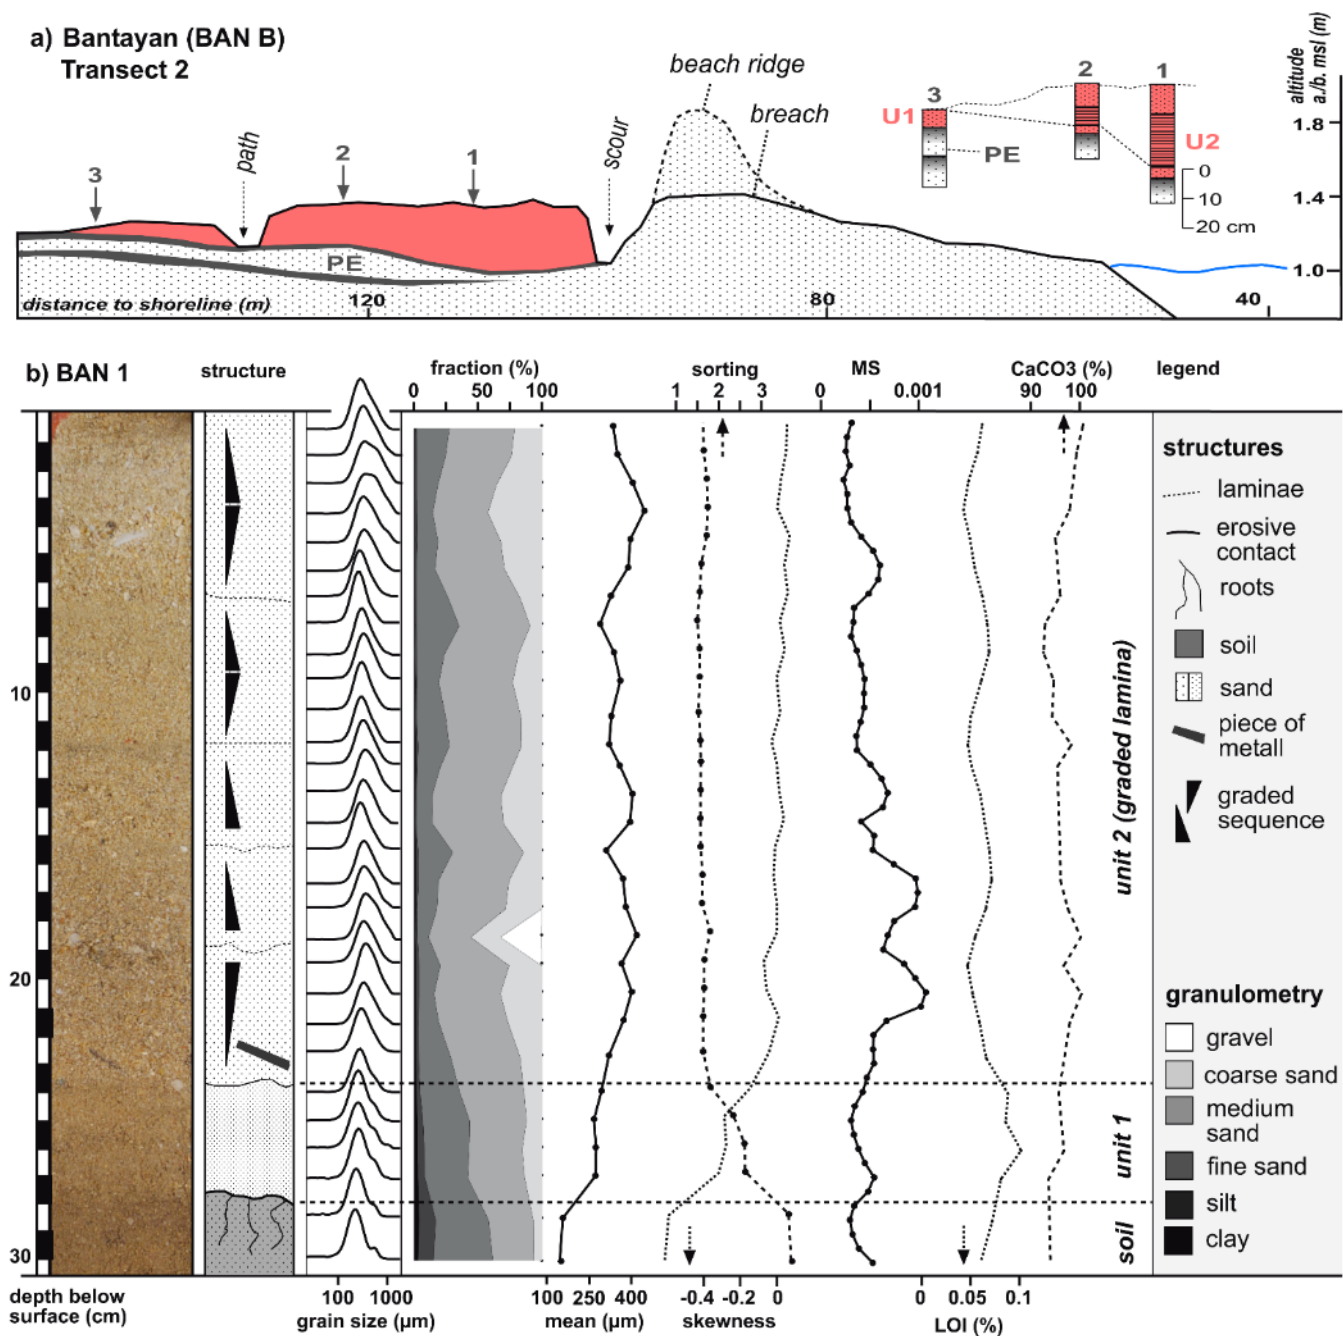 a) Bantayan (BAN B)
Transect 2
beach ridge
breach
scour
path
3
2
1
PE
distance to shoreline (m)
120
80
40
3
2
1
U1
U2
PE
0
10
20 cm
altitude
a./b. msl (m)
1.8
1.4
1.0
b) BAN 1
structure
fraction (%)
0 50 100
sorting
1 2 3
MS
0 0.001
CaCO3 (%)
90 100
legend
10
20
30
unit 2 (graded lamina)
unit 1
soil
structures
laminae
erosive
contact
roots
soil
sand
piece of
metall
graded
sequence
granulometry
gravel
coarse sand
medium
sand
fine sand
silt
clay
depth below
surface (cm)
100 1000
grain size (µm)
100 250 400
mean (µm)
-0.4 -0.2 0
skewness
0 0.05 0.1
LOI (%)